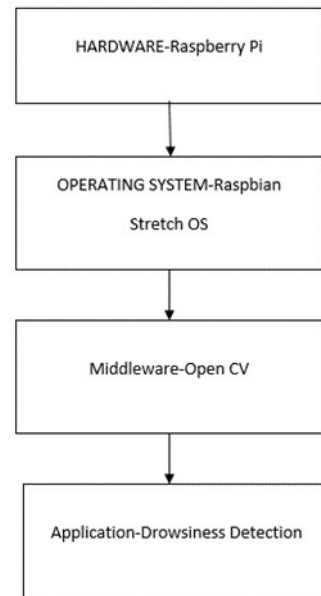 HARDWARE-Raspberry Pi
OPERATING SYSTEM-Raspbian
Stretch OS
Middleware-Open CV
Application-Drowsiness Detection